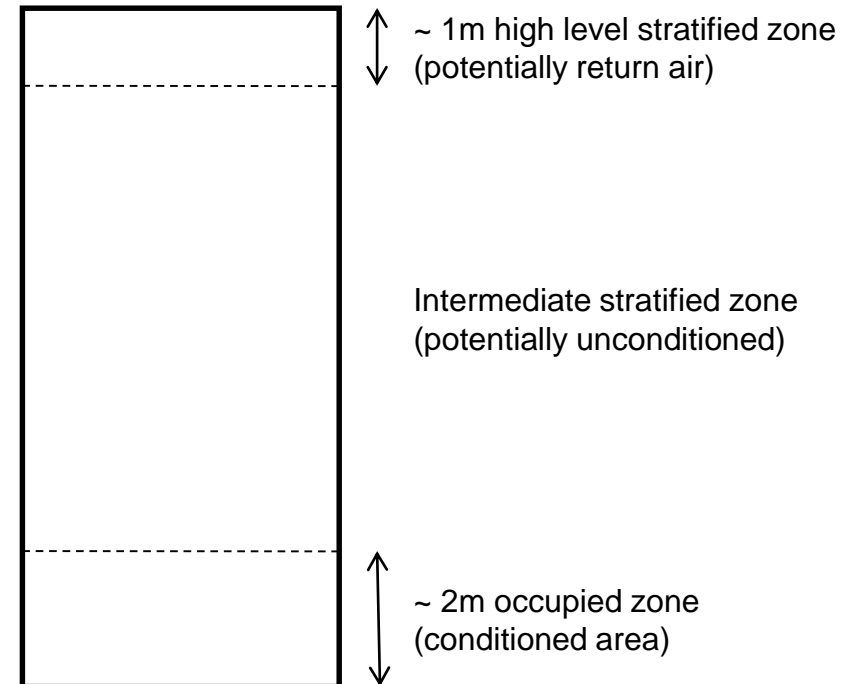 ~ 1m high level stratified zone
(potentially return air)
Intermediate stratified zone
(potentially unconditioned)
~ 2m occupied zone
(conditioned area)